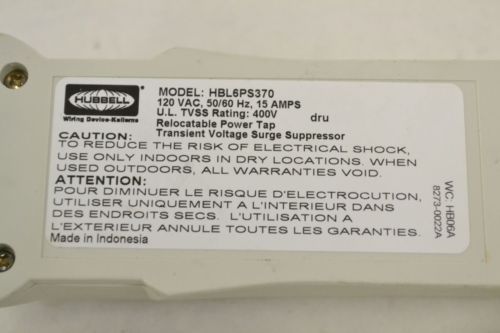 HUBBELL
Wiring Device-Kellems
MODEL: HBL6PS370
120 VAC, 50/60 Hz, 15 AMPS
U.L. TVSS Rating: 400V
dru
Relocatable Power Tap
Transient Voltage Surge Suppressor
CAUTION:
TO REDUCE THE RISK OF ELECTRICAL SHOCK,
USE ONLY INDOORS IN DRY LOCATIONS. WHEN
USED OUTDOORS, ALL WARRANTIES VOID.
ATTENTION:
POUR DIMINUER LE RISQUE D'ELECTROCUTION,
UTILISER UNIQUEMENT A L'INTERIEUR DANS
DES ENDROITS SECS. L'UTILISATION A
L'EXTERIEUR ANNULE TOUTES LES GARANTIES.
Made in Indonesia
WC: HB06A
8273-0022A